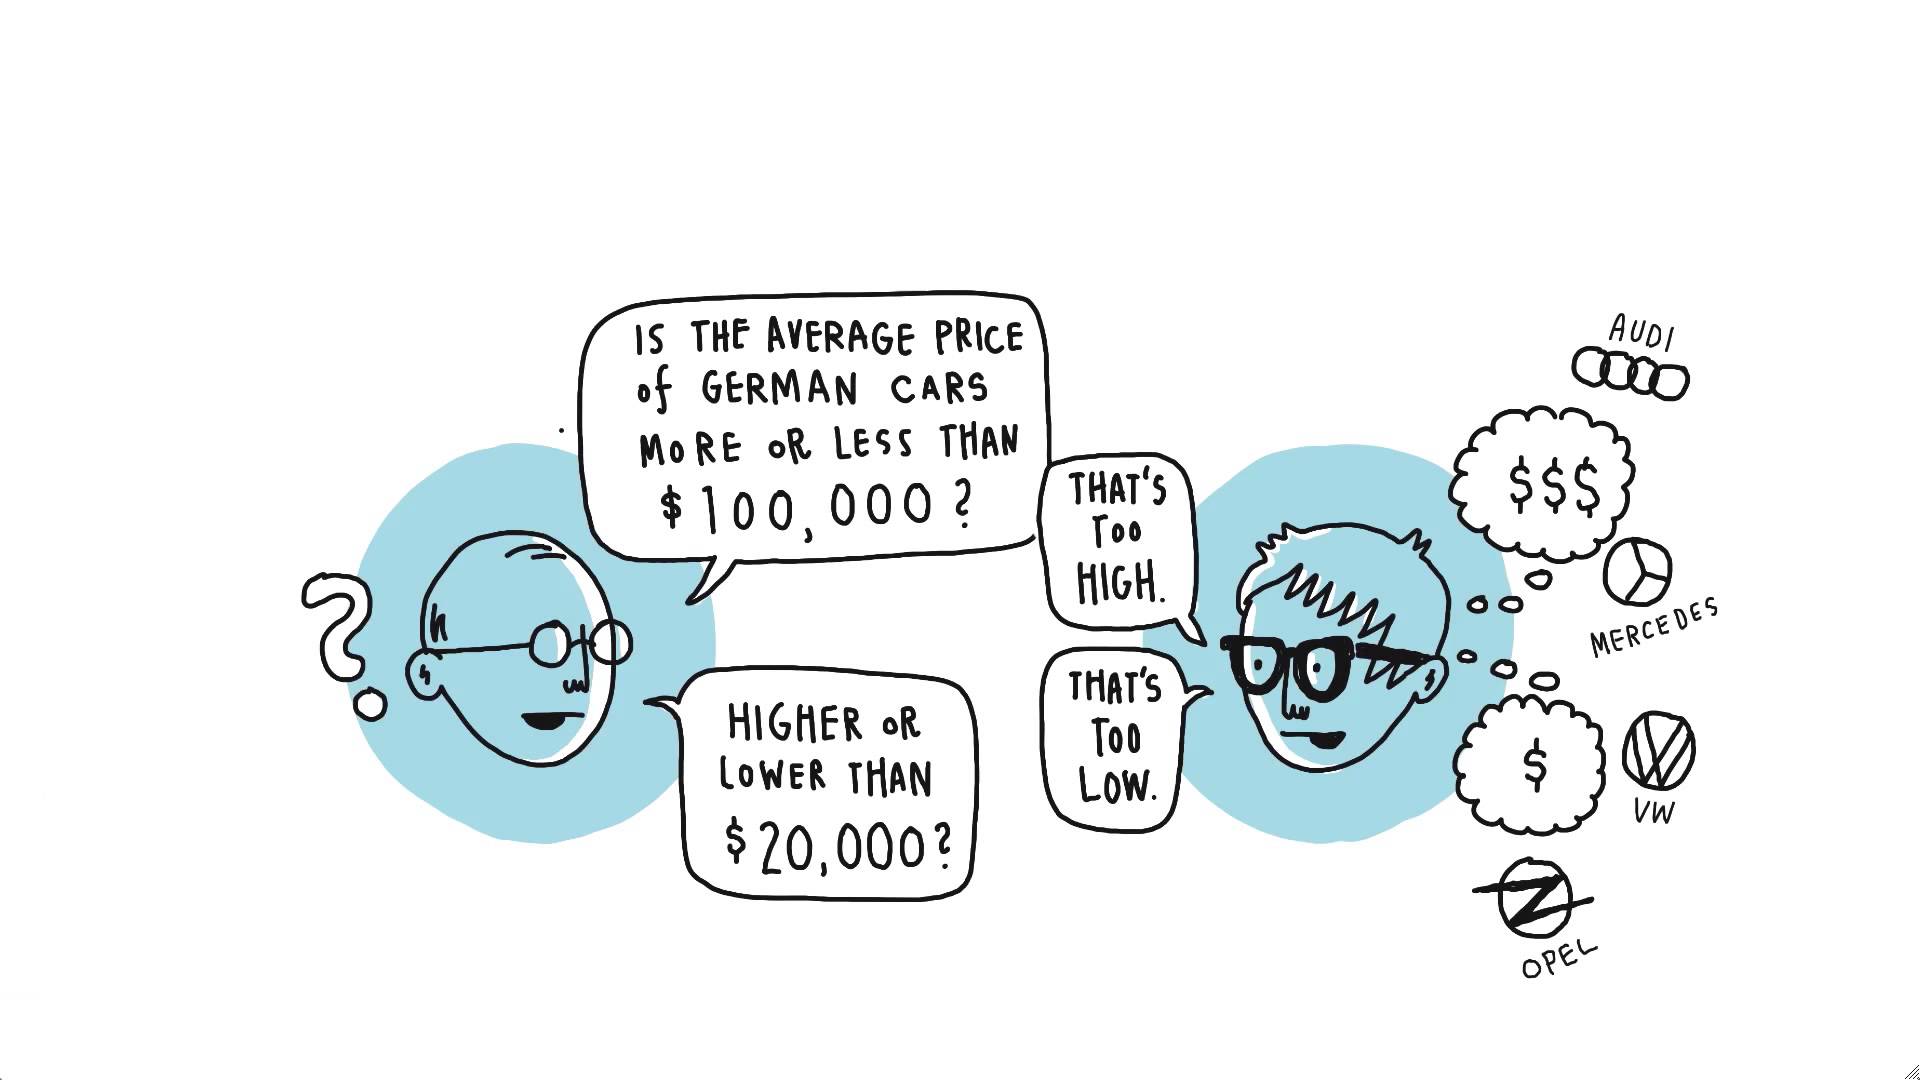 IS THE AVERAGE PRICE
of GERMAN CARS
MORE OR LESS THAN
$100,000?
THAT'S
TOO
HIGH.
HIGHER OR
LOWER THAN
$20,000?
THAT'S
TOO
LOW.
AUDI
$$$
MERCEDES
$
VW
OPEL